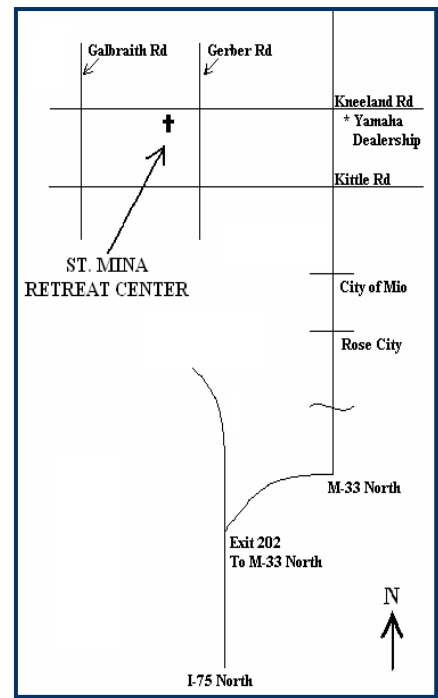 Galbraith Rd
Gerber Rd
Kneeland Rd
* Yamaha
Dealership
Kittle Rd
ST. MINA
RETREAT CENTER
City of Mio
Rose City
M-33 North
Exit 202
To M-33 North
N
I-75 North